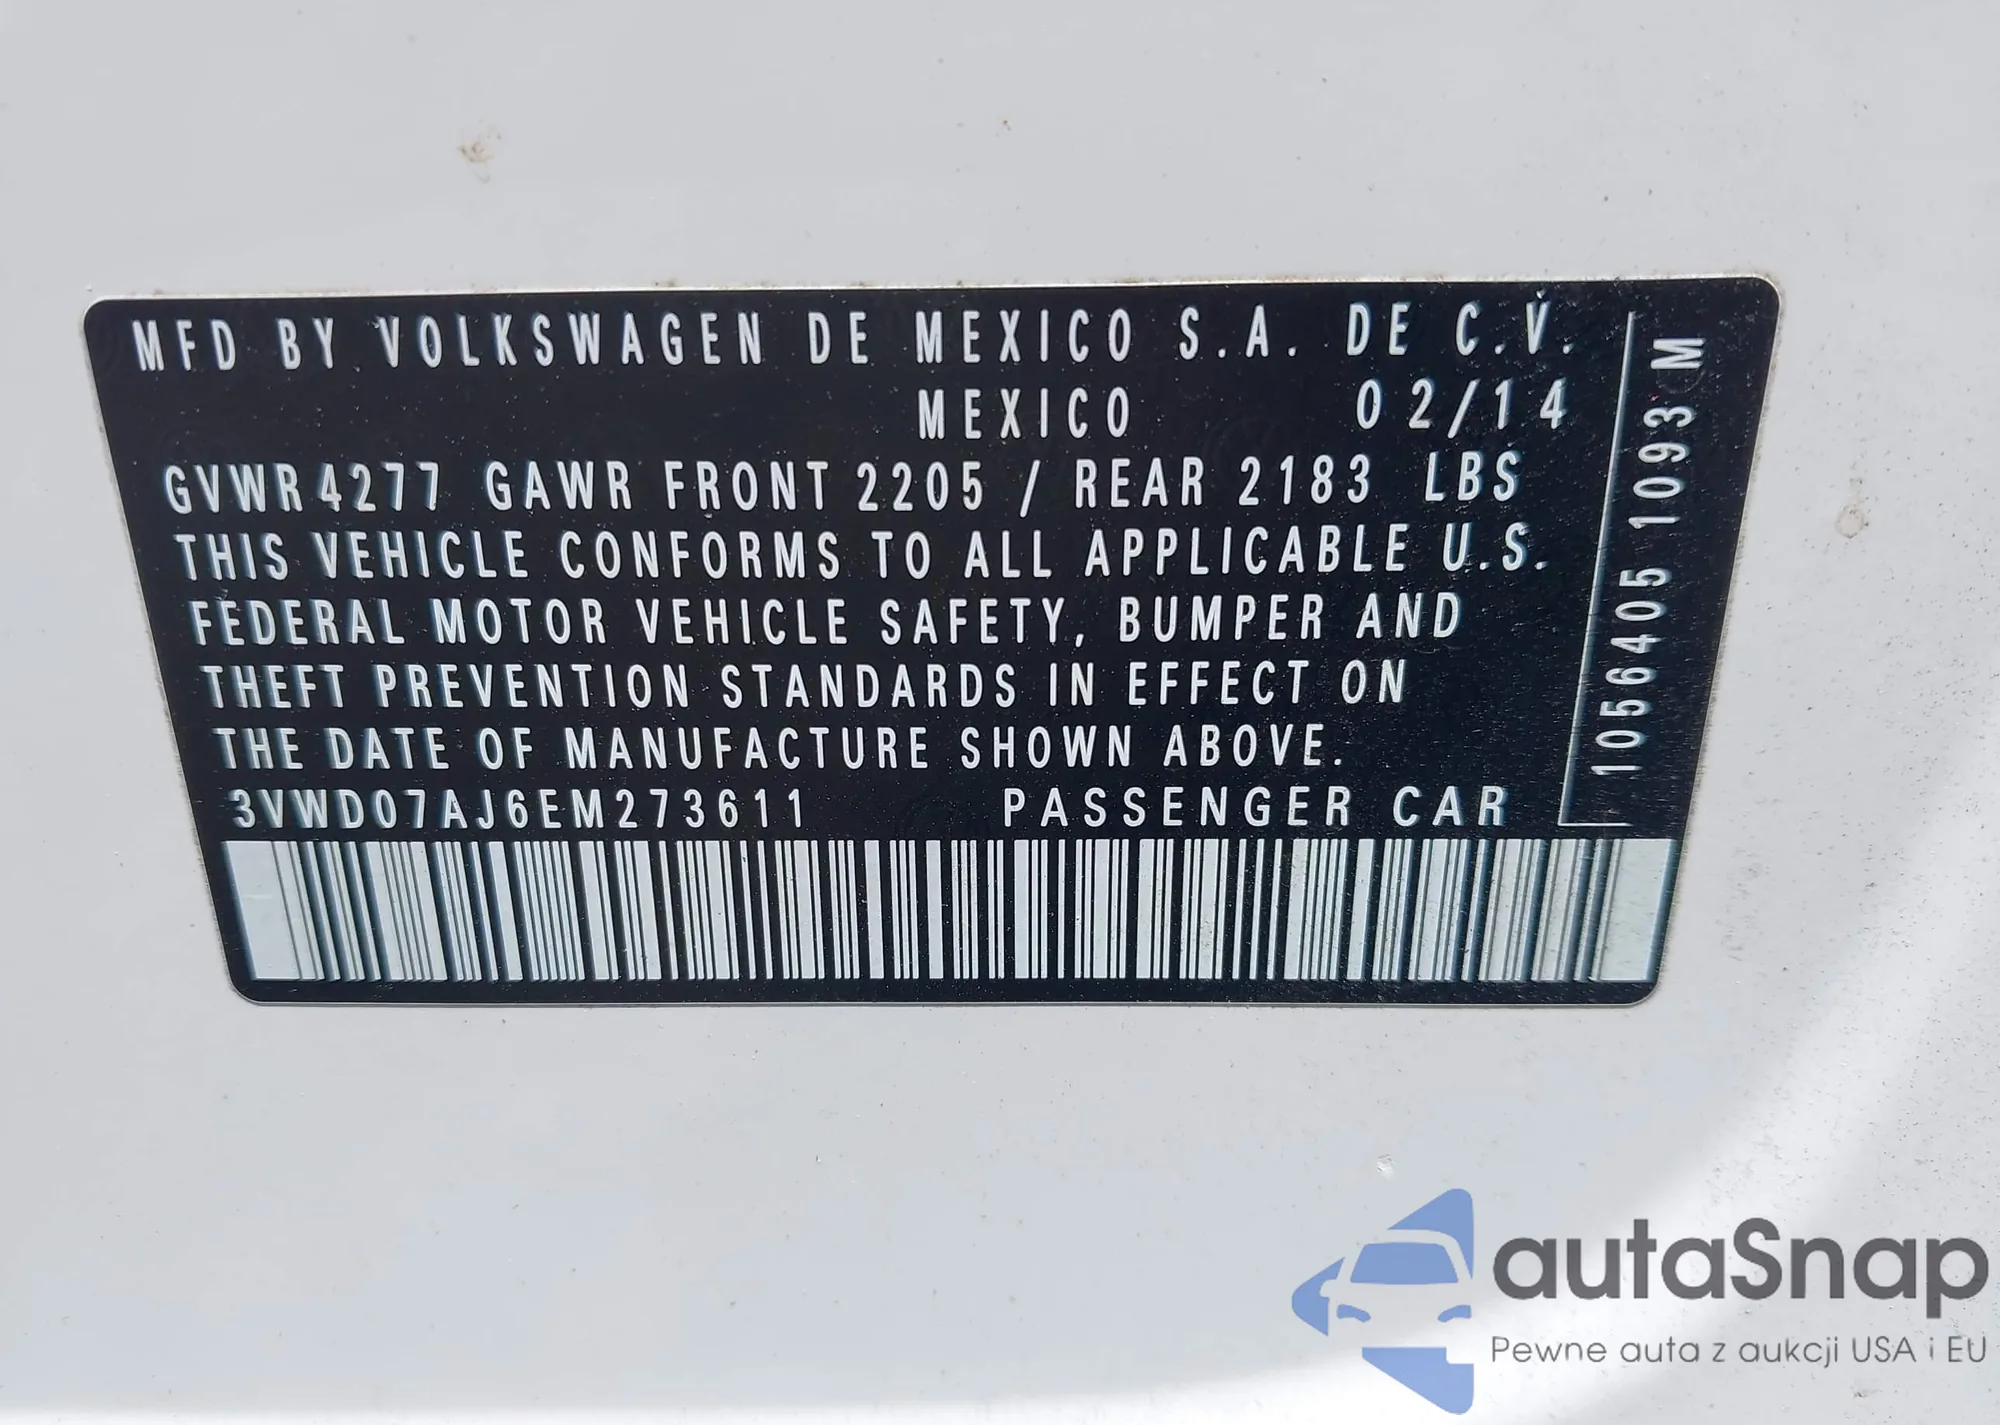 MFD BY VOLKSWAGEN DE MEXICO S.A. DE C.V.
MEXICO 02/14
GVWR 4277 GAWR FRONT 2205 / REAR 2183 LBS
THIS VEHICLE CONFORMS TO ALL APPLICABLE U.S.
FEDERAL MOTOR VEHICLE SAFETY, BUMPER AND
THEFT PREVENTION STANDARDS IN EFFECT ON
THE DATE OF MANUFACTURE SHOWN ABOVE.
3VWD07AJ6EM273611 PASSENGER CAR
1056405 1093 M
autaSnap
Pewne auta z aukcji USA i EU